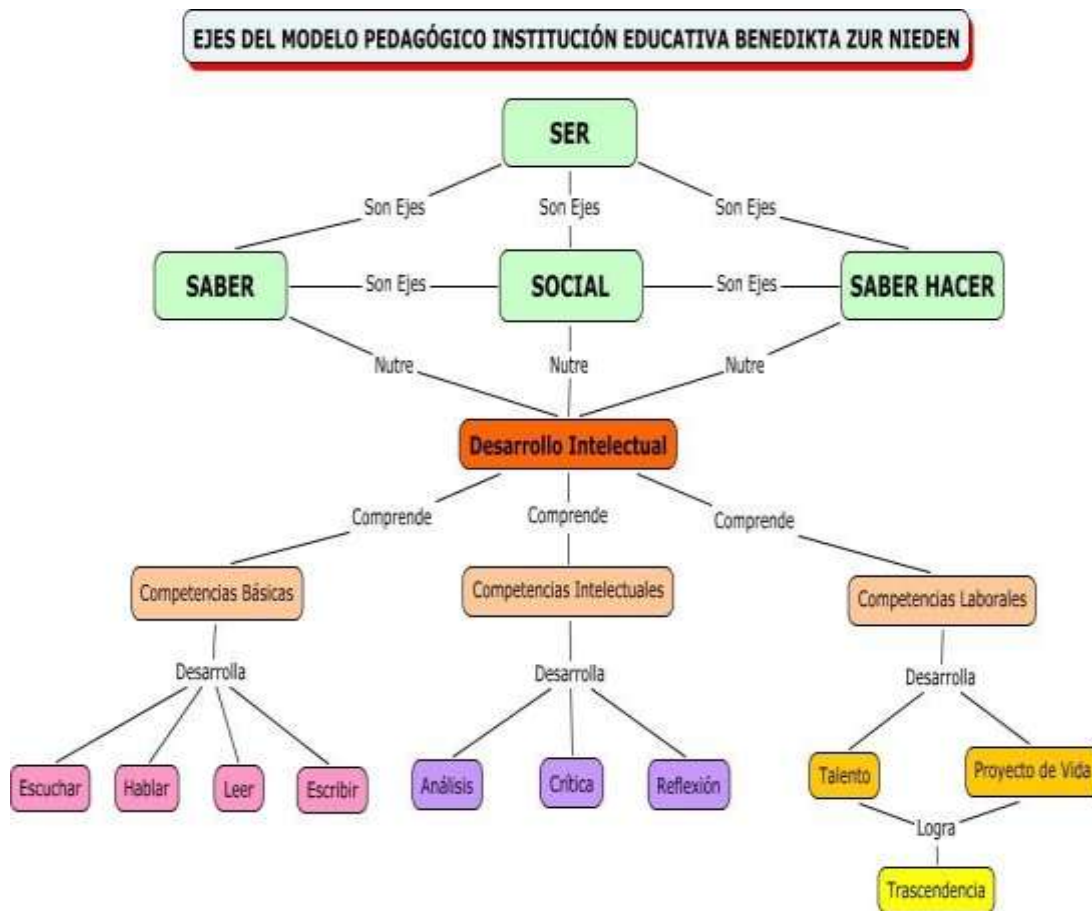 EJES DEL MODELO PEDAGÓGICO INSTITUCIÓN EDUCATIVA BENEDIKTA ZUR NIEDEN
SER
Son Ejes Son Ejes Son Ejes
SABER Son Ejes SOCIAL Son Ejes SABER HACER
Nutre Nutre Nutre
Desarrollo Intelectual
Comprende Comprende Comprende
Competencias Básicas Competencias Intelectuales Competencias Laborales
Desarrolla Desarrolla Desarrolla
Escuchar Hablar Leer Escribir Análisis Crítica Reflexión Talento Proyecto de Vida
Logra
Trascendencia